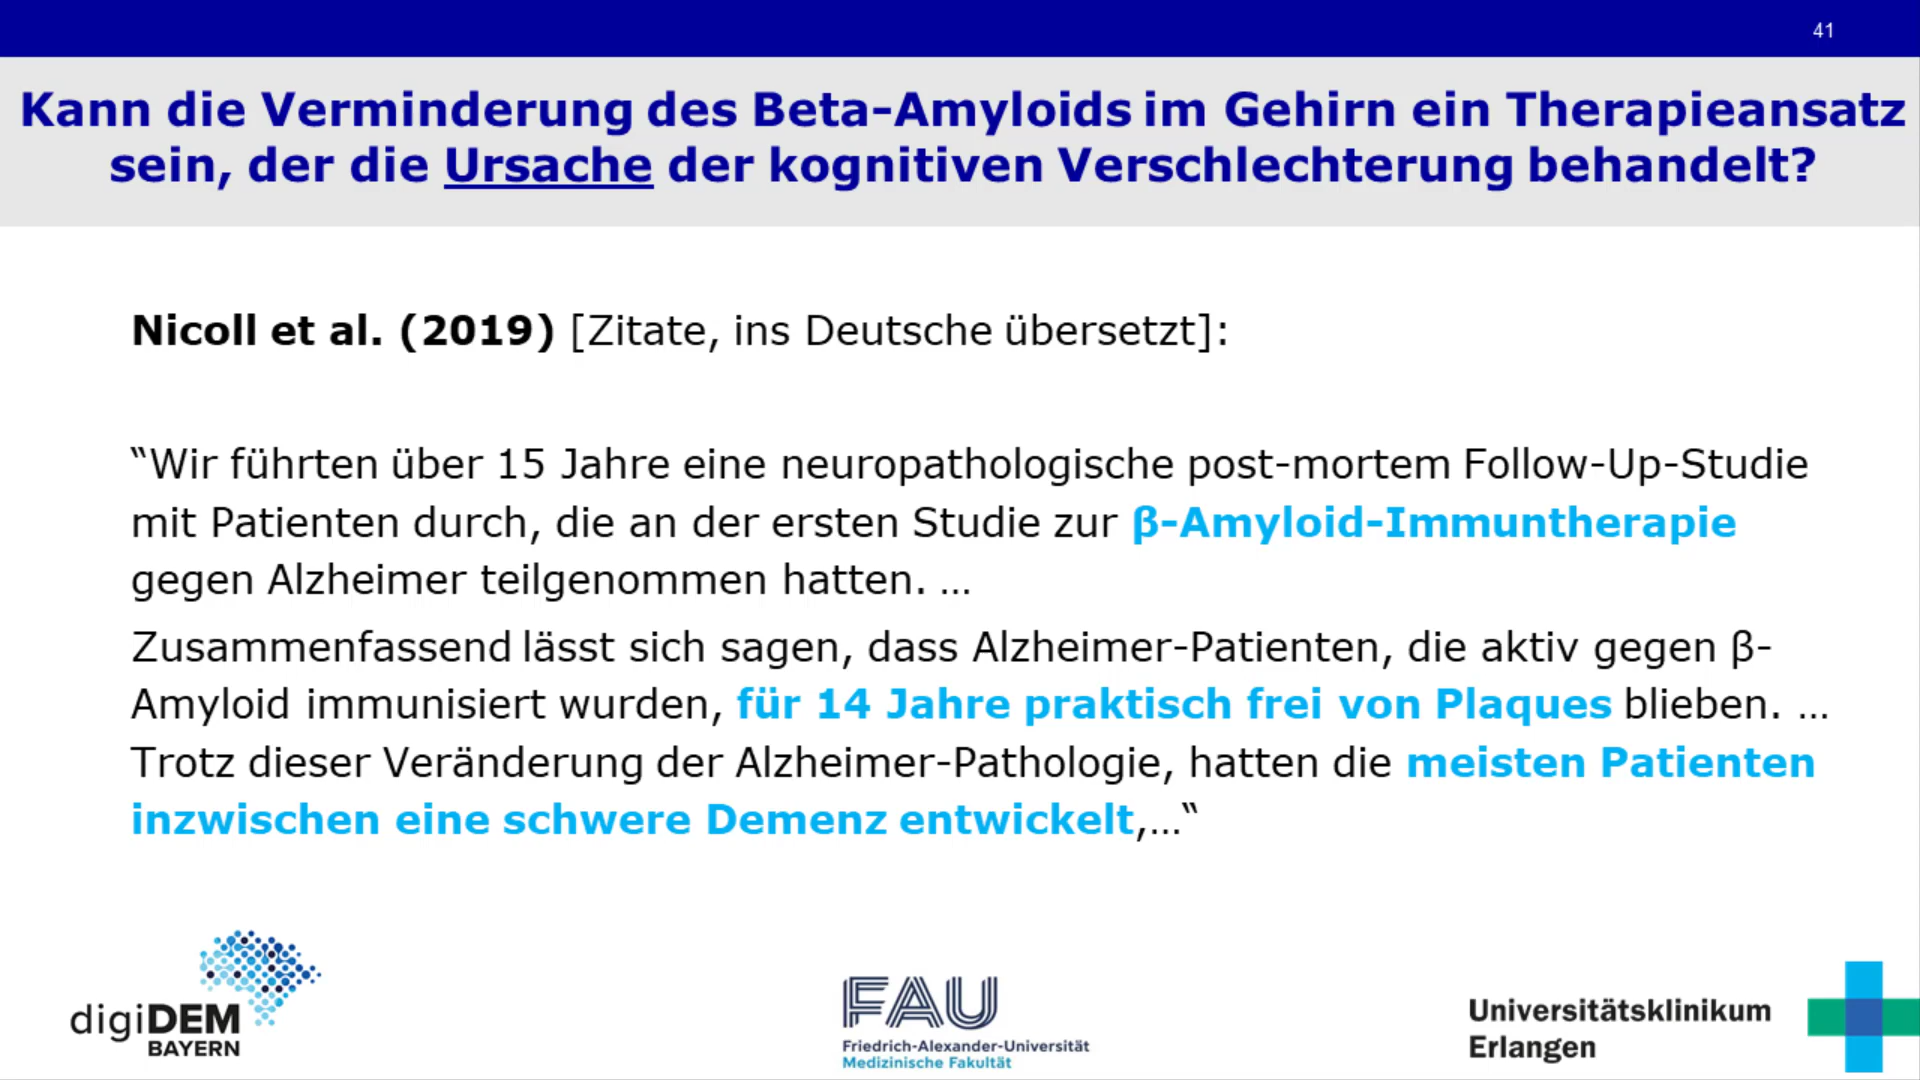 41
Kann die Verminderung des Beta-Amyloids im Gehirn ein Therapieansatz
sein, der die Ursache der kognitiven Verschlechterung behandelt?
Nicoll et al. (2019) [Zitate, ins Deutsche übersetzt]:
‟Wir führten über 15 Jahre eine neuropathologische post-mortem Follow-Up-Studie
mit Patienten durch, die an der ersten Studie zur β-Amyloid-Immuntherapie
gegen Alzheimer teilgenommen hatten. …
Zusammenfassend lässt sich sagen, dass Alzheimer-Patienten, die aktiv gegen β-
Amyloid immunisiert wurden, für 14 Jahre praktisch frei von Plaques blieben. …
Trotz dieser Veränderung der Alzheimer-Pathologie, hatten die meisten Patienten
inzwischen eine schwere Demenz entwickelt,…‟
digiDEM
BAYERN
FAU
Friedrich-Alexander-Universität
Medizinische Fakultät
Universitätsklinikum
Erlangen